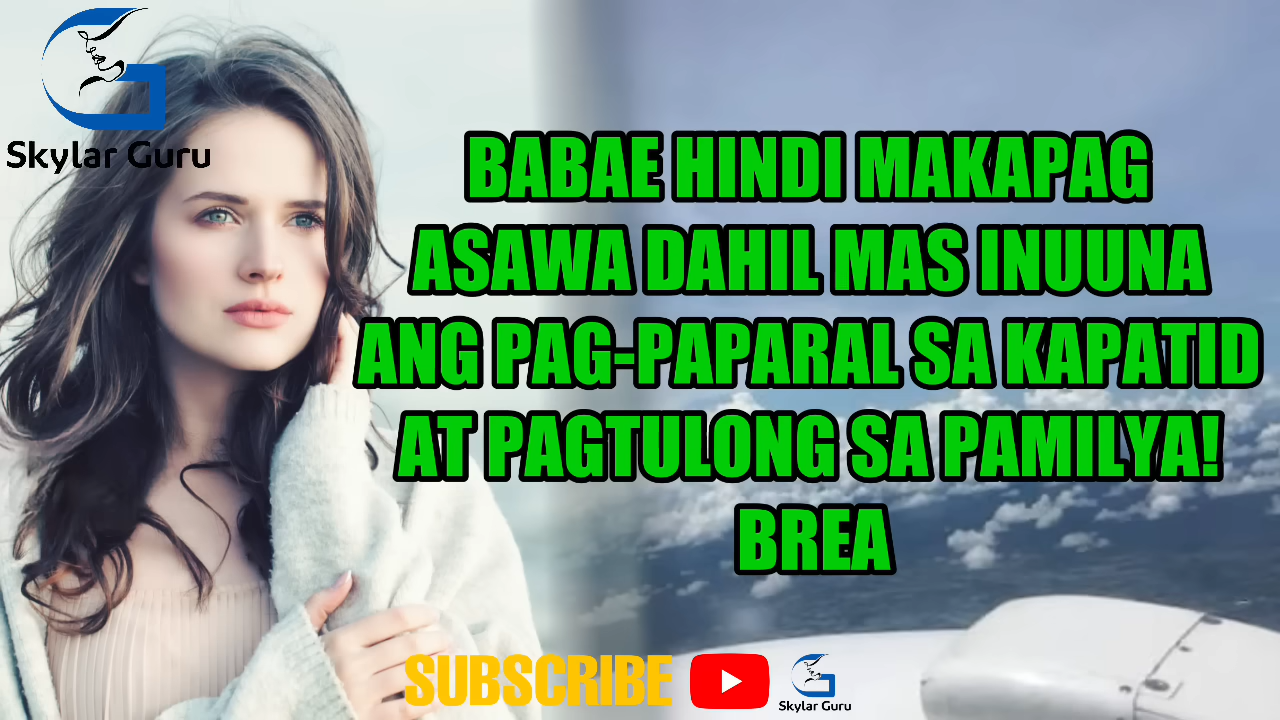 Skylar Guru
BABAE HINDI MAKAPAG
ASAWA DAHIL MAS INUUNA
ANG PAG-PAPARAL SA KAPATID
AT PAGTULONG SA PAMILYA!
BREA
SUBSCRIBE
Skylar Guru